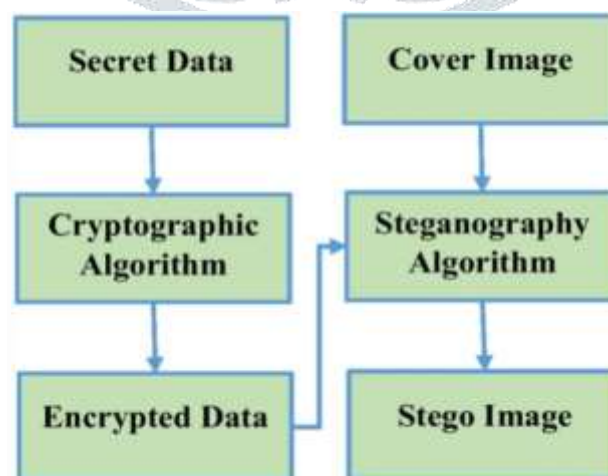 Secret Data
Cover Image
Cryptographic
Algorithm
Steganography
Algorithm
Encrypted Data
Stego Image